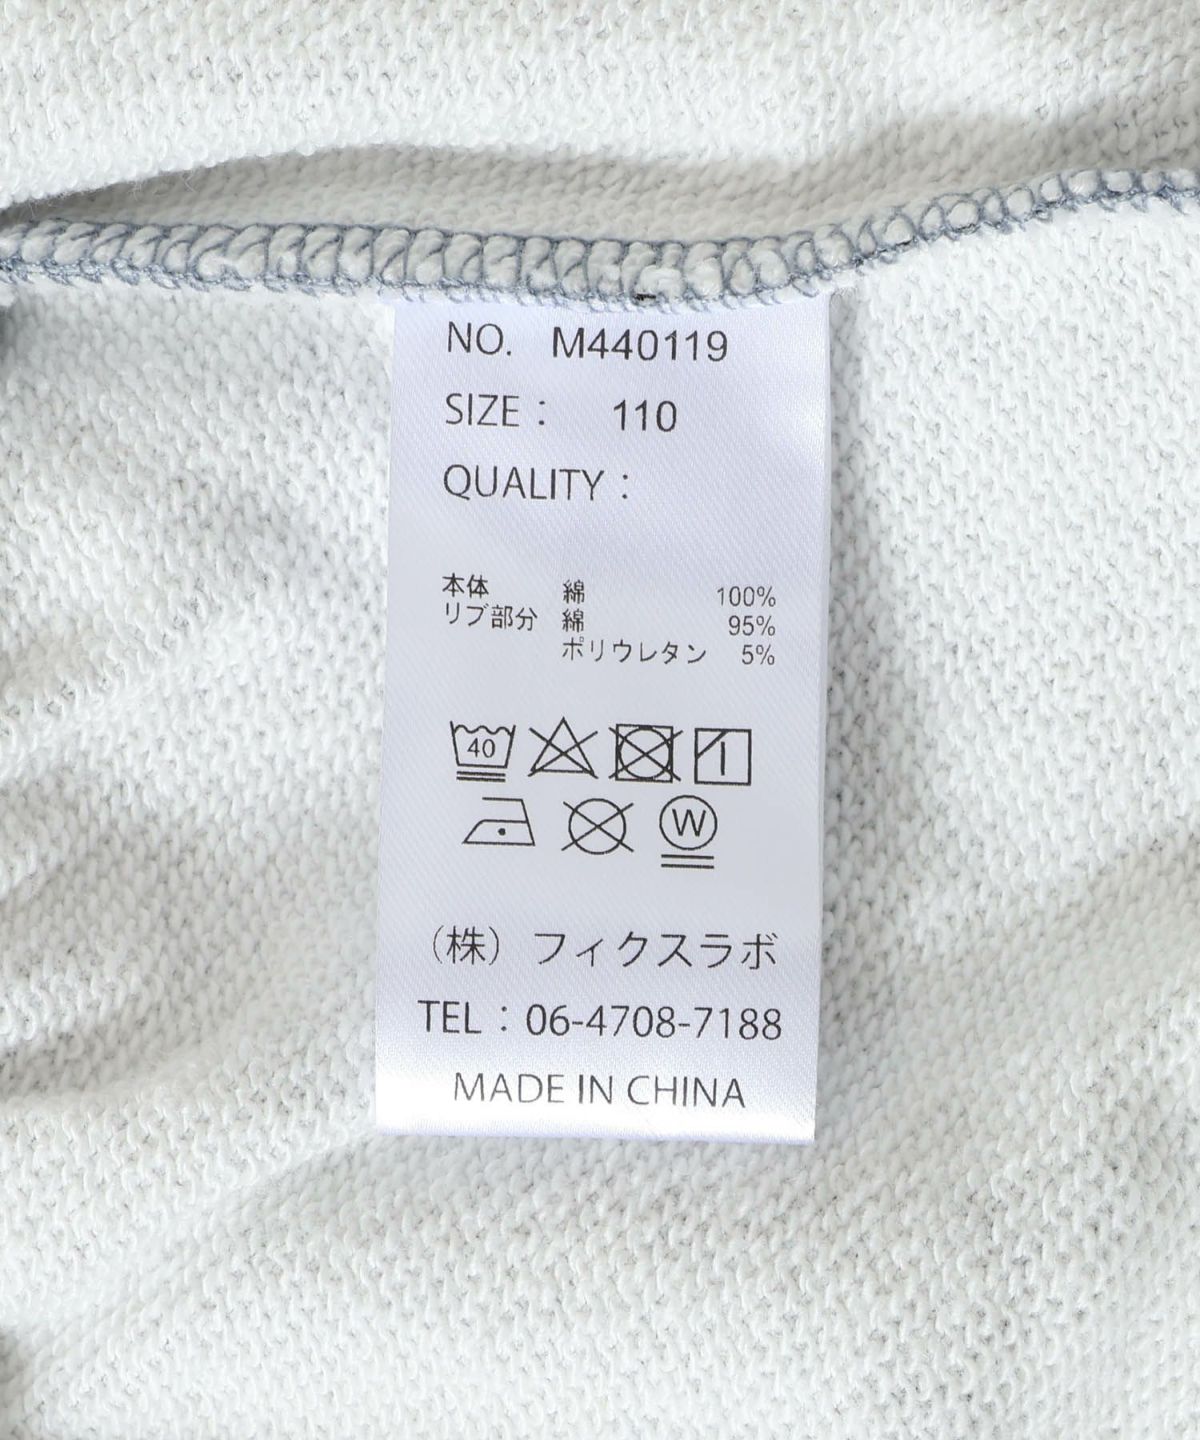 NO. M440119
SIZE : 110
QUALITY :
本体 綿 100%
リブ部分 綿 95%
ポリウレタン 5%
40
W
（株）フィクスラボ
TEL : 06-4708-7188
MADE IN CHINA